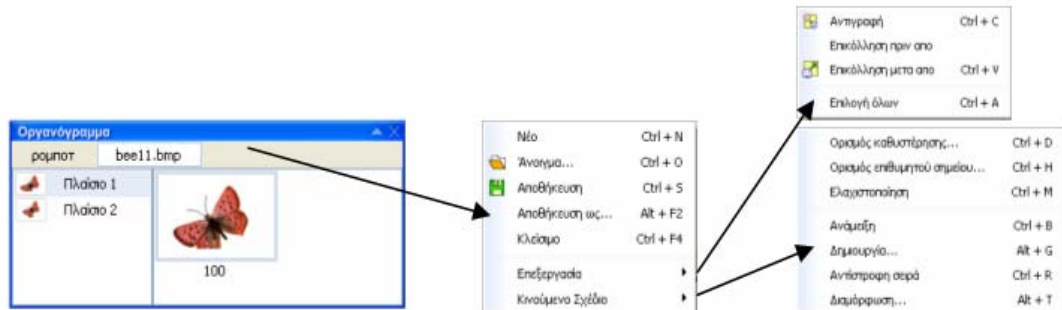 Οργανόγραμμα
ρομποτ bee11.bmp
Πλαίσιο 1
Πλαίσιο 2
100
Νέο Ctrl + N
Άνοιγμα... Ctrl + O
Αποθήκευση Ctrl + S
Αποθήκευση ως... Alt + F2
Κλείσιμο Ctrl + F4
Επεξεργασία
Κινούμενο Σχέδιο
Αντιγραφή Ctrl + C
Επικόλληση πριν απο
Επικόλληση μετα απο Ctrl + V
Επιλογή όλων Ctrl + A
Ορισμός καθυστέρησης... Ctrl + D
Ορισμός επιθυμητού σημείου... Ctrl + H
Ελαχιστοποίηση Ctrl + M
Ανάμειξη Ctrl + B
Δημιουργία... Alt + G
Αντίστροφη σειρά Ctrl + R
Διαμόρφωση... Alt + T